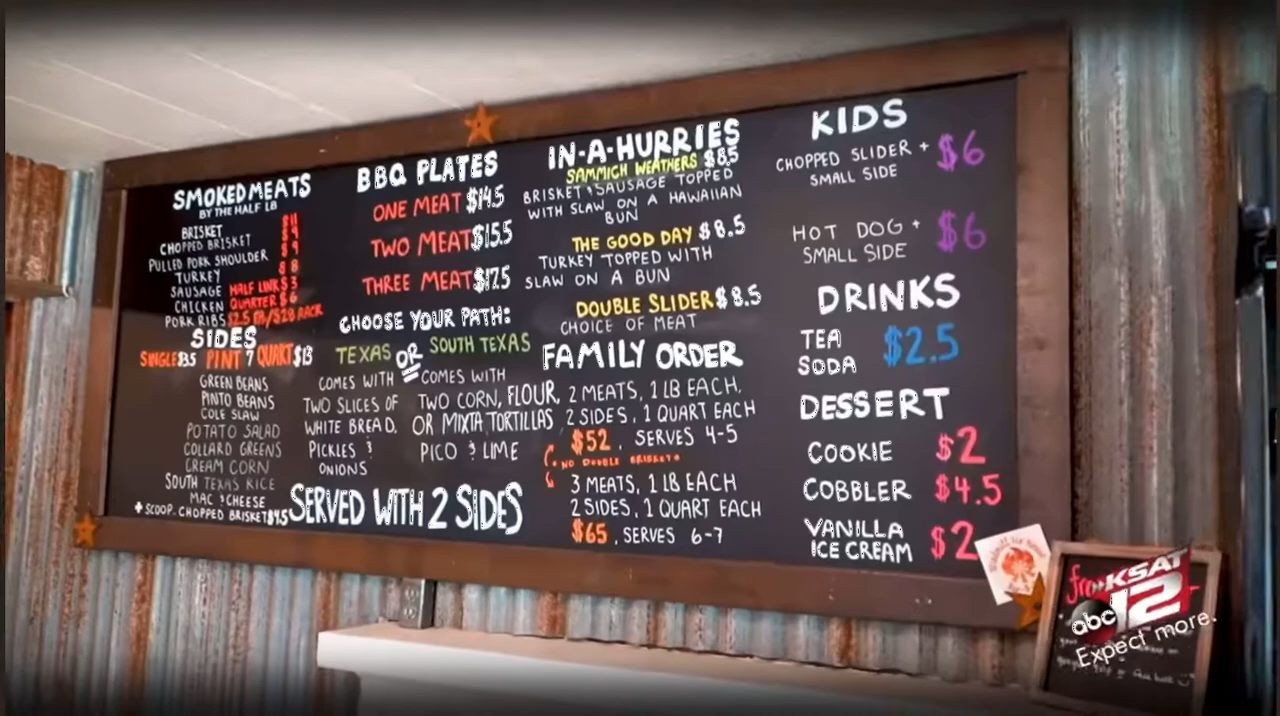 SMOKED MEATS
BY THE HALF LB
BRISKET $11
CHOPPED BRISKET $9
PULLED PORK SHOULDER $9
TURKEY $8
SAUSAGE HALF LINK $3
CHICKEN QUARTER $6
PORK RIBS $2.5 EA/$28 RACK
SIDES
SINGLE $3.5 PINT 7 QUART $13
GREEN BEANS
PINTO BEANS
COLE SLAW
POTATO SALAD
COLLARD GREENS
CREAM CORN
SOUTH TEXAS RICE
MAC & CHEESE
+ SCOOP CHOPPED BRISKET $4.5
BBQ PLATES
ONE MEAT $14.5
TWO MEAT $15.5
THREE MEAT $17.5
CHOOSE YOUR PATH:
TEXAS OR SOUTH TEXAS
COMES WITH
TWO SLICES OF
WHITE BREAD,
PICKLES &
ONIONS
COMES WITH
TWO CORN, FLOUR,
OR MIXTA TORTILLAS
PICO & LIME
SERVED WITH 2 SIDES
IN-A-HURRIES
SAMMICH WEATHERS $8.5
BRISKET & SAUSAGE TOPPED
WITH SLAW ON A HAWAIIAN
BUN
THE GOOD DAY $8.5
TURKEY TOPPED WITH
SLAW ON A BUN
DOUBLE SLIDER $8.5
CHOICE OF MEAT
FAMILY ORDER
2 MEATS, 1 LB EACH,
2 SIDES, 1 QUART EACH
$52, SERVES 4-5
* NO DOUBLE BRISKET *
3 MEATS, 1 LB EACH
2 SIDES, 1 QUART EACH
$65, SERVES 6-7
KIDS
CHOPPED SLIDER + $6
SMALL SIDE
HOT DOG + $6
SMALL SIDE
DRINKS
TEA
SODA $2.5
DESSERT
COOKIE $2
COBBLER $4.5
VANILLA
ICE CREAM $2
KSAT
abc 12
Expect more.